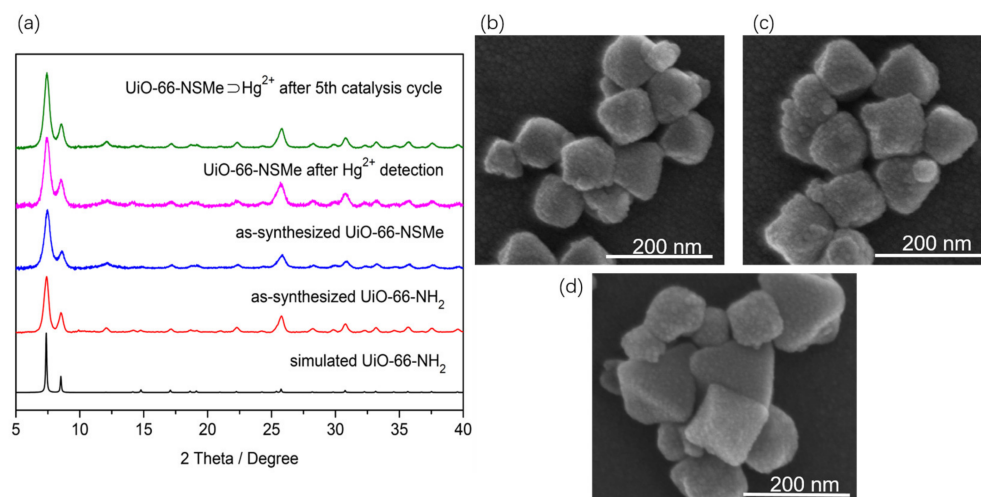 (a)
UiO-66-NSMe⊃Hg²⁺ after 5th catalysis cycle
UiO-66-NSMe after Hg²⁺ detection
as-synthesized UiO-66-NSMe
as-synthesized UiO-66-NH₂
simulated UiO-66-NH₂
5 10 15 20 25 30 35 40
2 Theta / Degree
(b)
200 nm
(c)
200 nm
(d)
200 nm